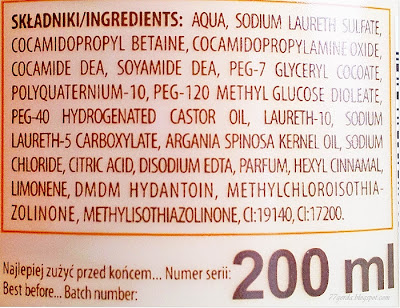 SKŁADNIKI/INGREDIENTS: AQUA, SODIUM LAURETH SULFATE,
COCAMIDOPROPYL BETAINE, COCAMIDOPROPYLAMINE OXIDE,
COCAMIDE DEA, SOYAMIDE DEA, PEG-7 GLYCERYL COCOATE,
POLYQUATERNIUM-10, PEG-120 METHYL GLUCOSE DIOLEATE,
PEG-40 HYDROGENATED CASTOR OIL, LAURETH-10, SODIUM
LAURETH-5 CARBOXYLATE, ARGANIA SPINOSA KERNEL OIL, SODIUM
CHLORIDE, CITRIC ACID, DISODIUM EDTA, PARFUM, HEXYL CINNAMAL,
LIMONENE, DMDM HYDANTOIN, METHYLCHLOROISOTHIA-
ZOLINONE, METHYLISOTHIAZOLINONE, CI:19140, CI:17200.
Najlepiej zużyć przed końcem... Numer serii:
Best before... Batch number:
200 ml